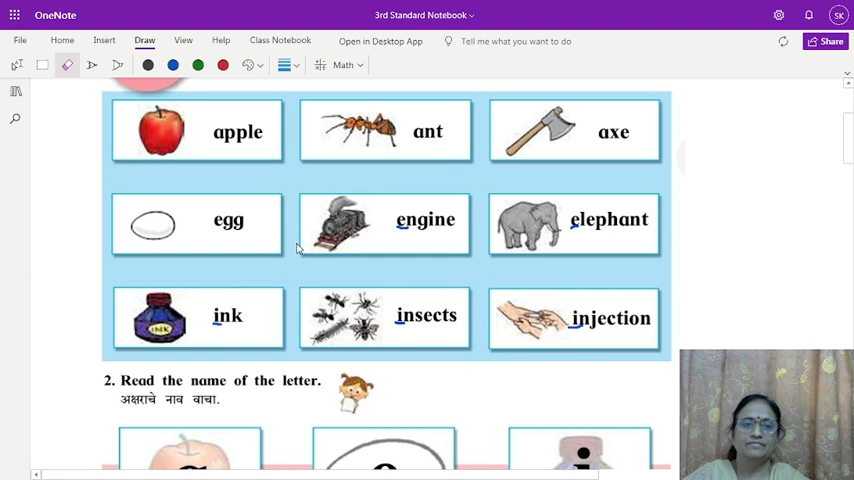 OneNote
3rd Standard Notebook
SK
File Home Insert Draw View Help Class Notebook Open in Desktop App Tell me what you want to do Share
Math
apple ant axe
egg engine elephant
INK ink insects injection
2. Read the name of the letter.
अक्षराचे नाव वाचा.